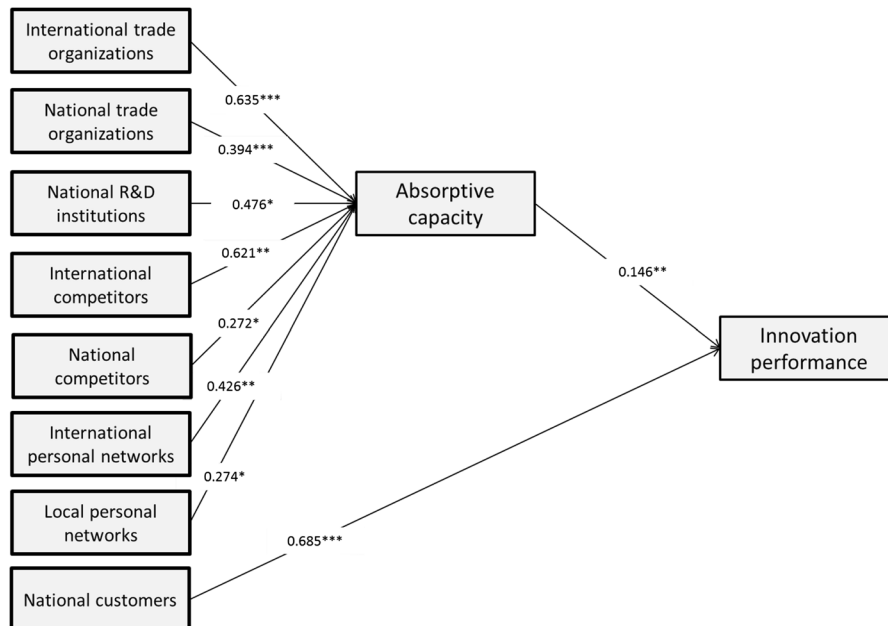 International trade
organizations
0.635***
National trade
organizations
0.394***
National R&D
institutions
0.476*
Absorptive
capacity
International
competitors
0.621**
0.146**
National
competitors
0.272*
Innovation
performance
International
personal networks
0.426**
Local personal
networks
0.274*
National customers
0.685***